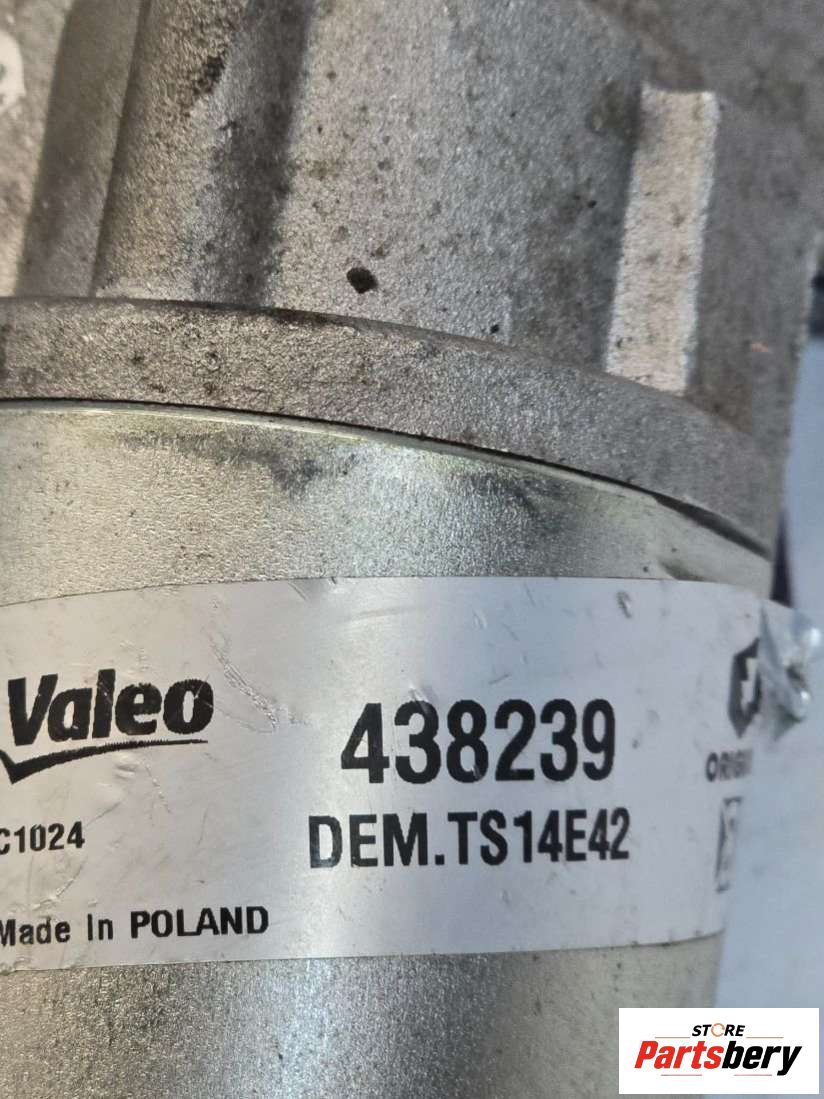 Valeo
438239
C1024
DEM.TS14E42
Made In POLAND
STORE
Partsbery